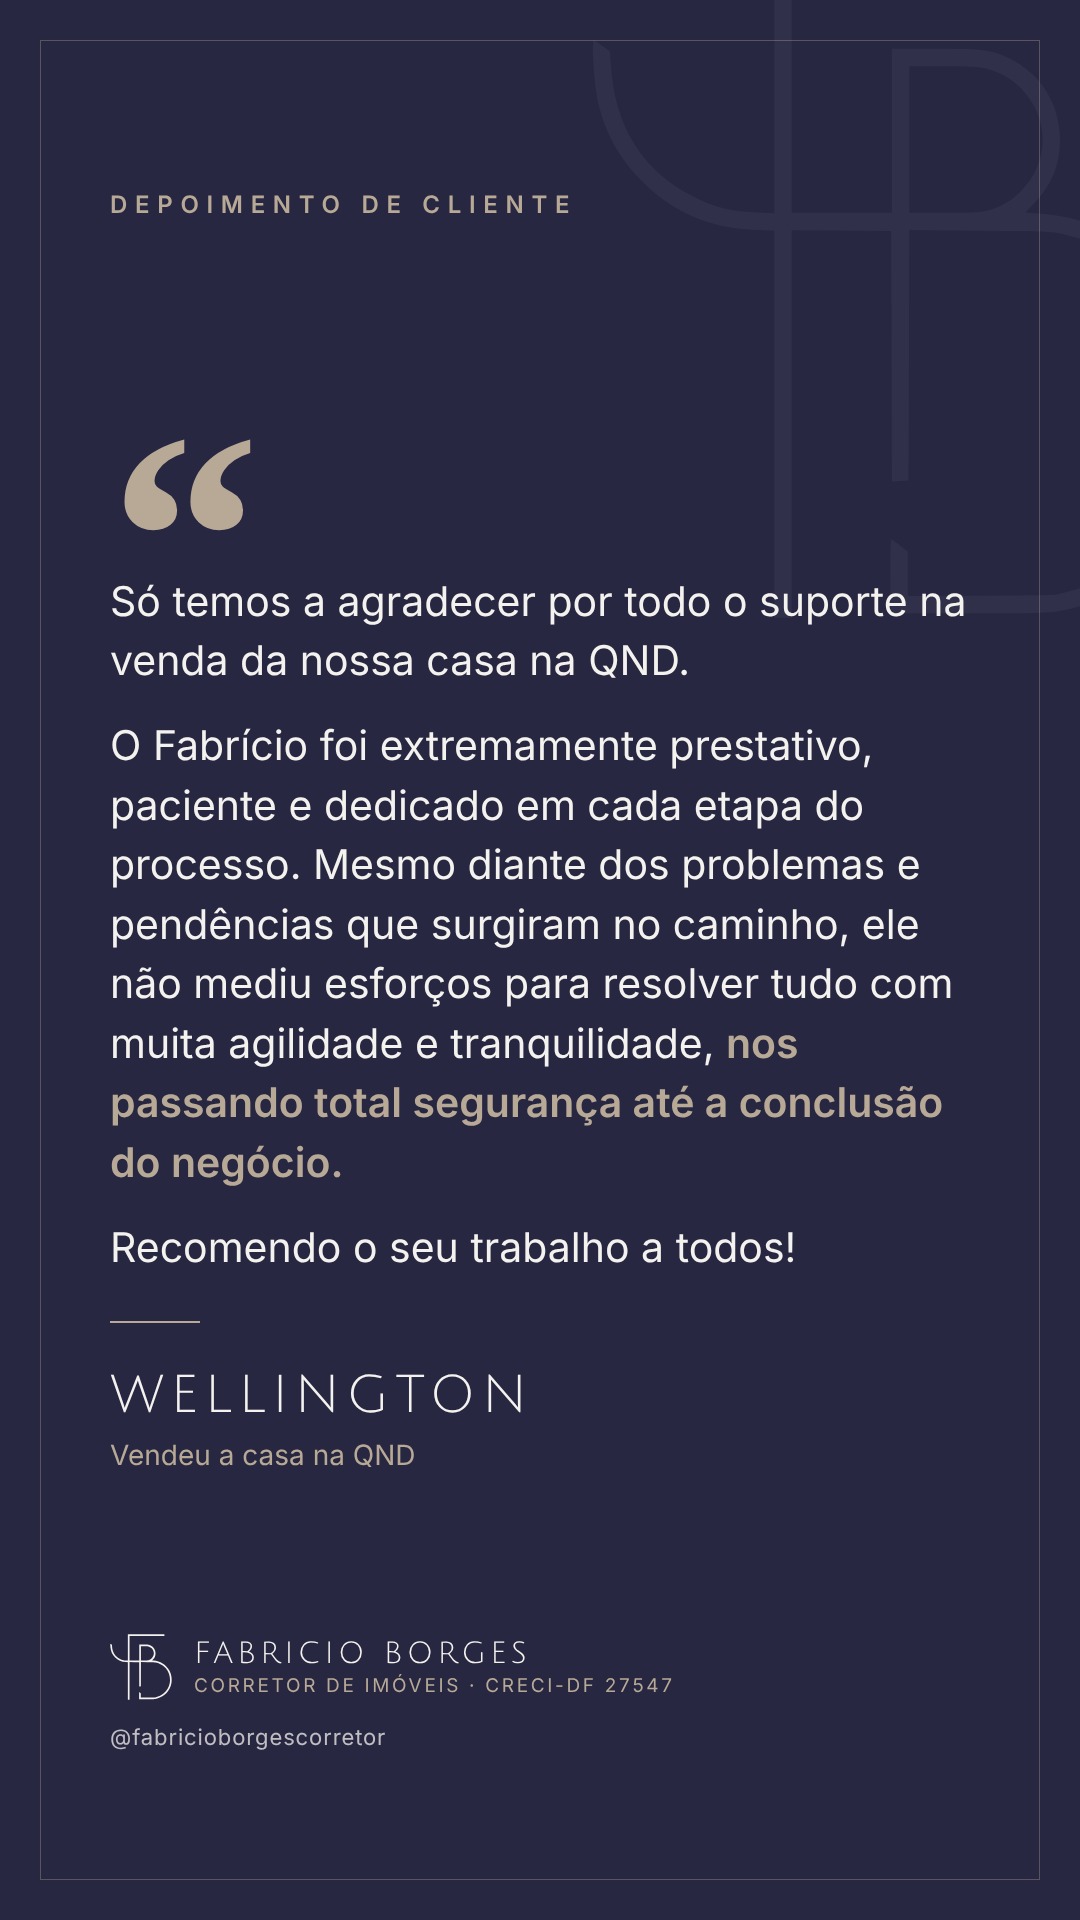 DEPOIMENTO DE CLIENTE
“
Só temos a agradecer por todo o suporte na
venda da nossa casa na QND.
O Fabrício foi extremamente prestativo,
paciente e dedicado em cada etapa do
processo. Mesmo diante dos problemas e
pendências que surgiram no caminho, ele
não mediu esforços para resolver tudo com
muita agilidade e tranquilidade, nos
passando total segurança até a conclusão
do negócio.
Recomendo o seu trabalho a todos!
WELLINGTON
Vendeu a casa na QND
FABRICIO BORGES
CORRETOR DE IMÓVEIS · CRECI-DF 27547
@fabricioborgescorretor